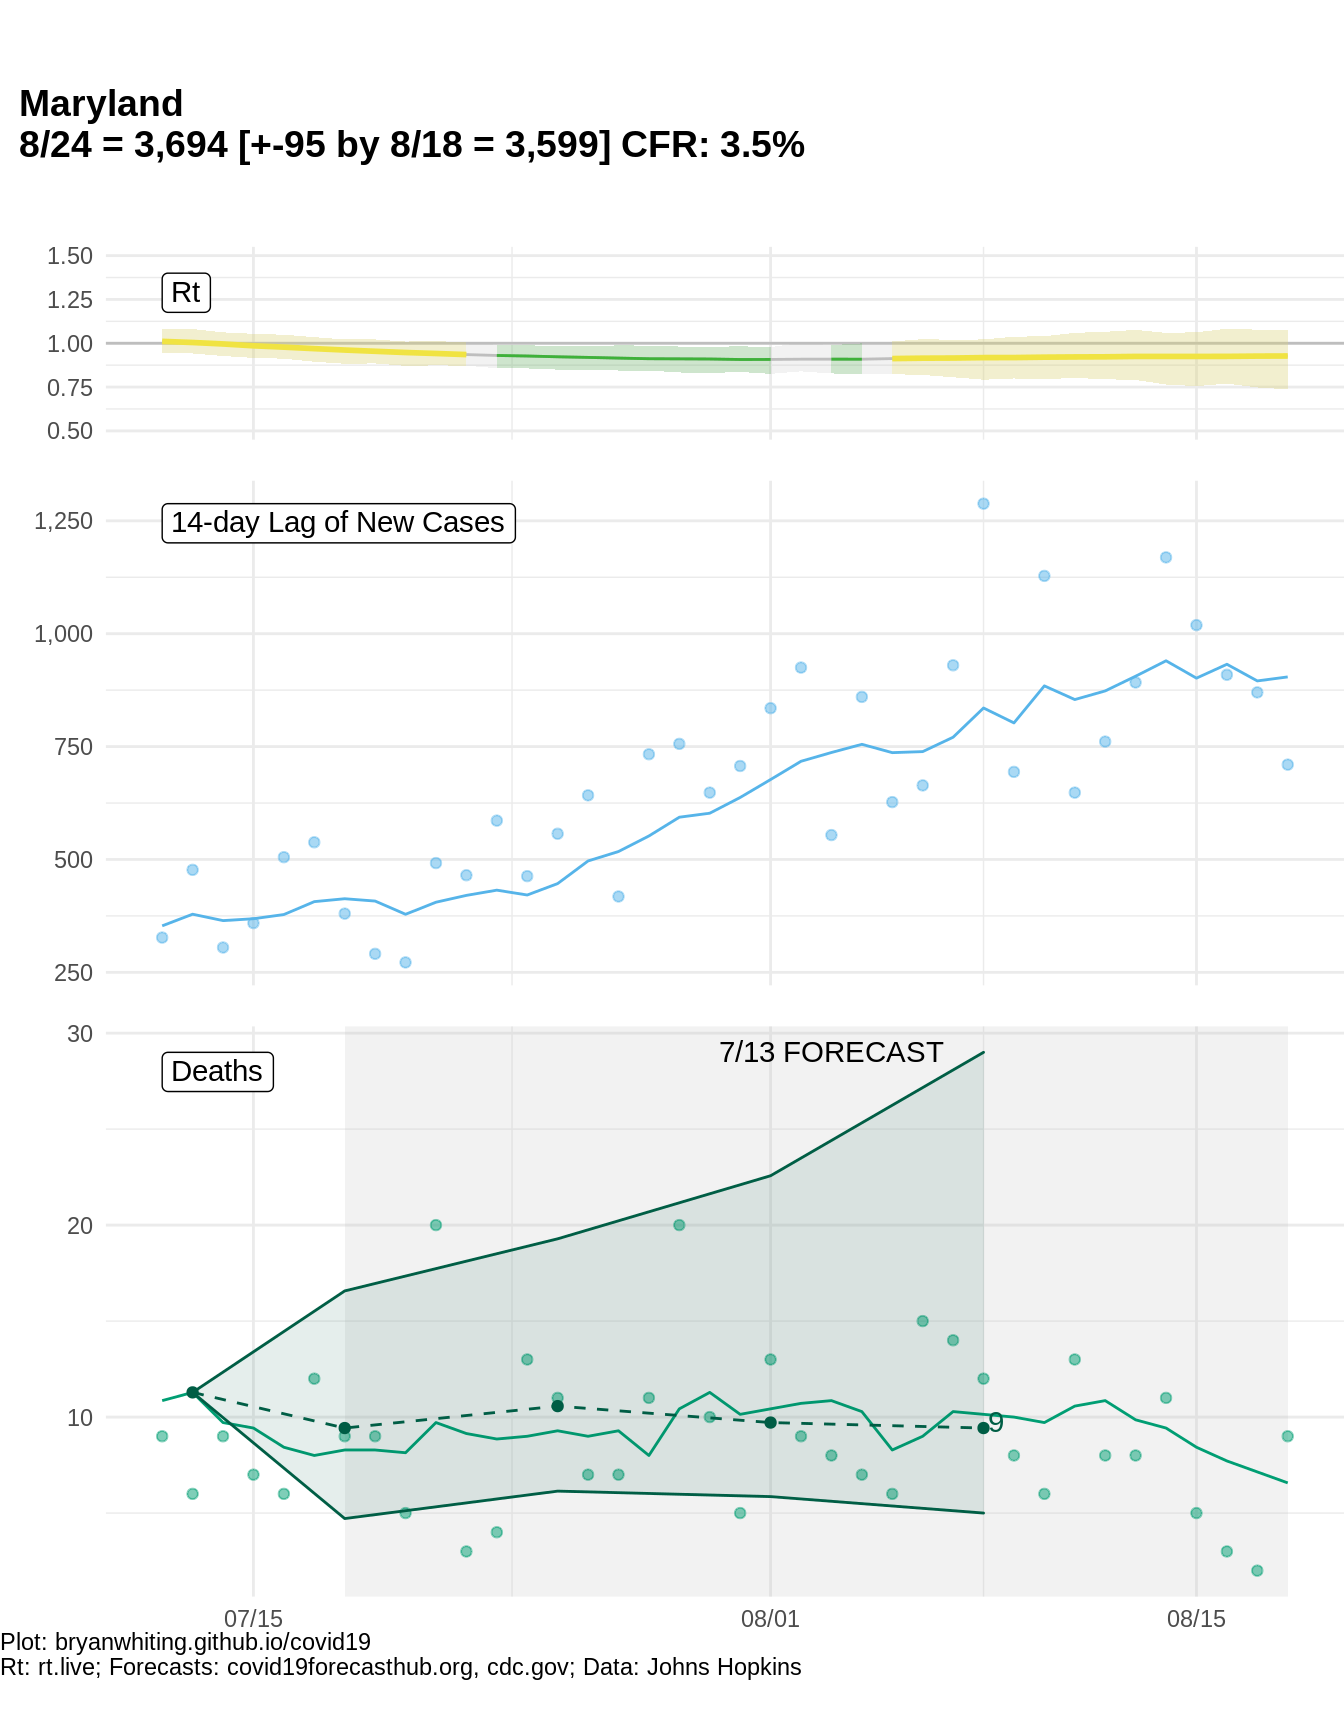 Maryland
8/24 = 3,694 [+-95 by 8/18 = 3,599] CFR: 3.5%
1.50
1.25
1.00
0.75
0.50
Rt
1,250
1,000
750
500
250
14-day Lag of New Cases
30
20
10
Deaths
7/13 FORECAST
9
07/15
08/01
08/15
Plot: bryanwhiting.github.io/covid19
Rt: rt.live; Forecasts: covid19forecasthub.org, cdc.gov; Data: Johns Hopkins